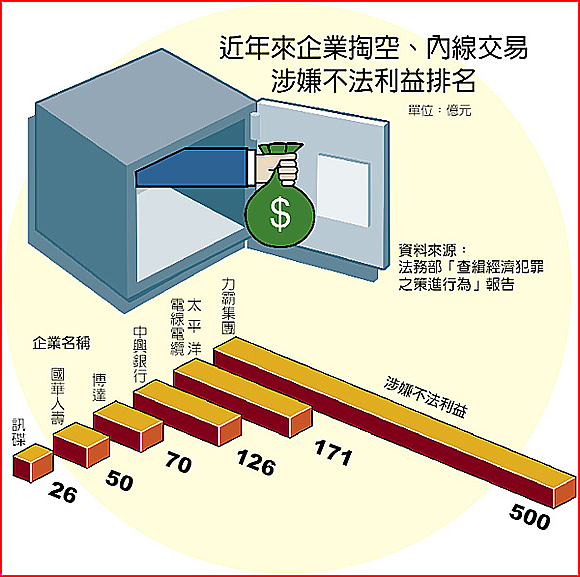 近年來企業掏空、內線交易
涉嫌不法利益排名
單位：億元
$
資料來源：
法務部「查緝經濟犯罪
之策進行為」報告
企業名稱
訊碟
國華人壽
博達
中興銀行
太平洋
電線電纜
力霸集團
涉嫌不法利益
26
50
70
126
171
500